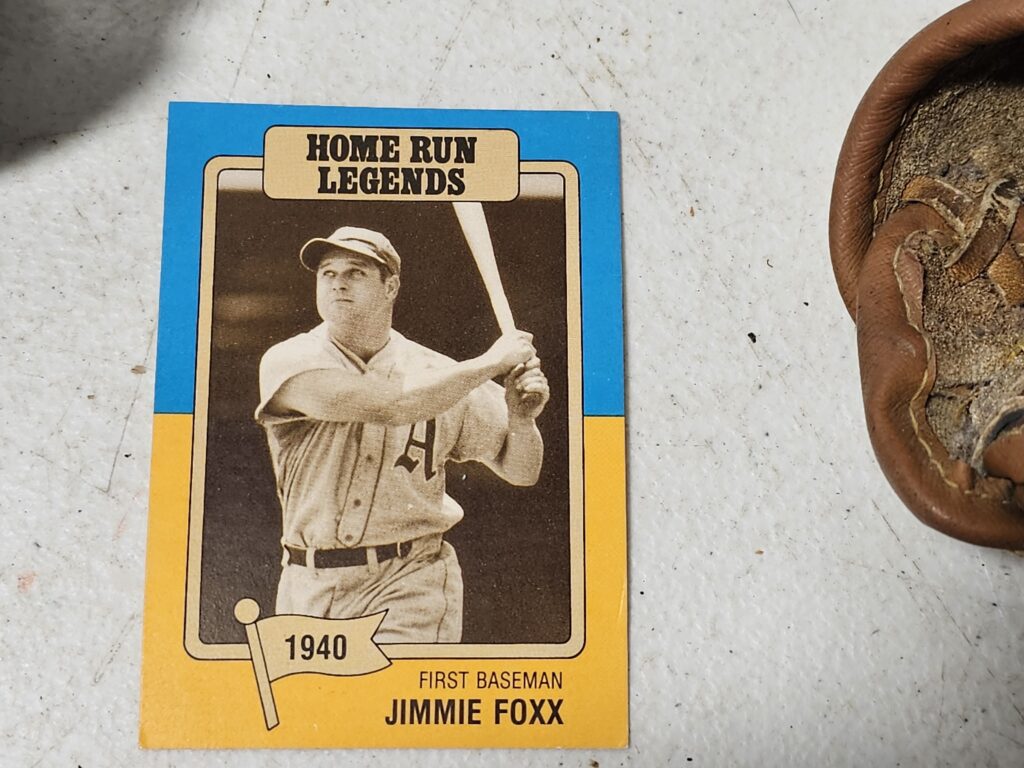 HOME RUN
LEGENDS
A
1940
FIRST BASEMAN
JIMMIE FOXX